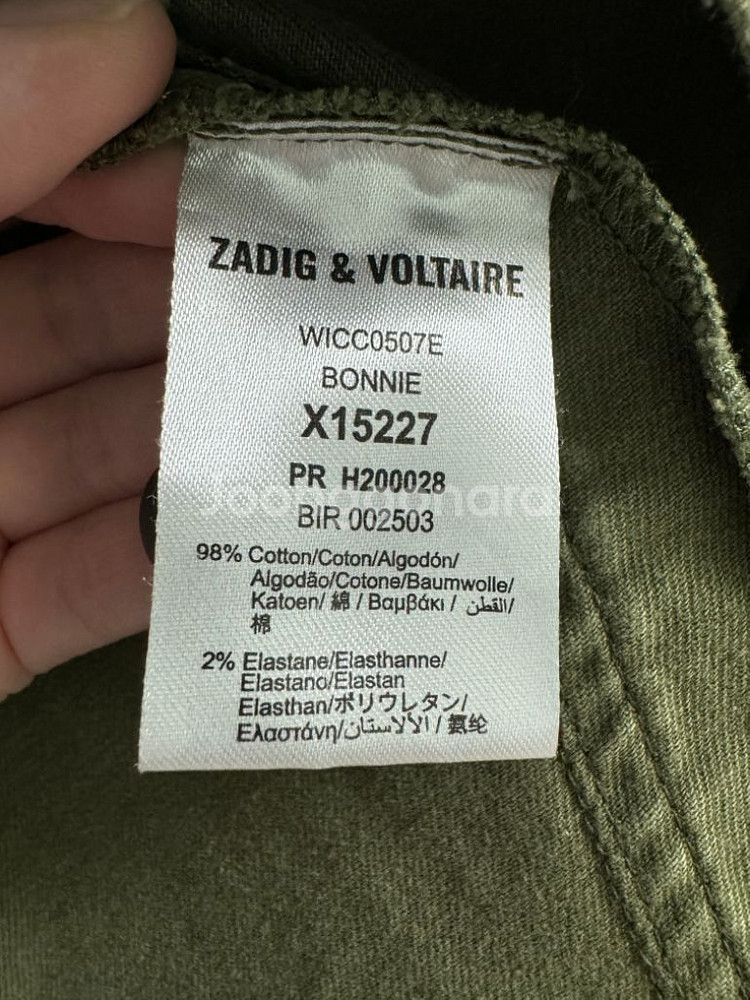 ZADIG & VOLTAIRE
WICC0507E
BONNIE
X15227
PR H200028
BIR 002503
98% Cotton/Coton/Algodón/
Algodão/Cotone/Baumwolle/
Katoen/ 綿 / Βαμβάκι / القطن/
棉
2% Elastane/Elasthanne/
Elastano/Elastan
Elasthan/ポリウレタン/
Ελαστάνη/الالاستان / 氨纶